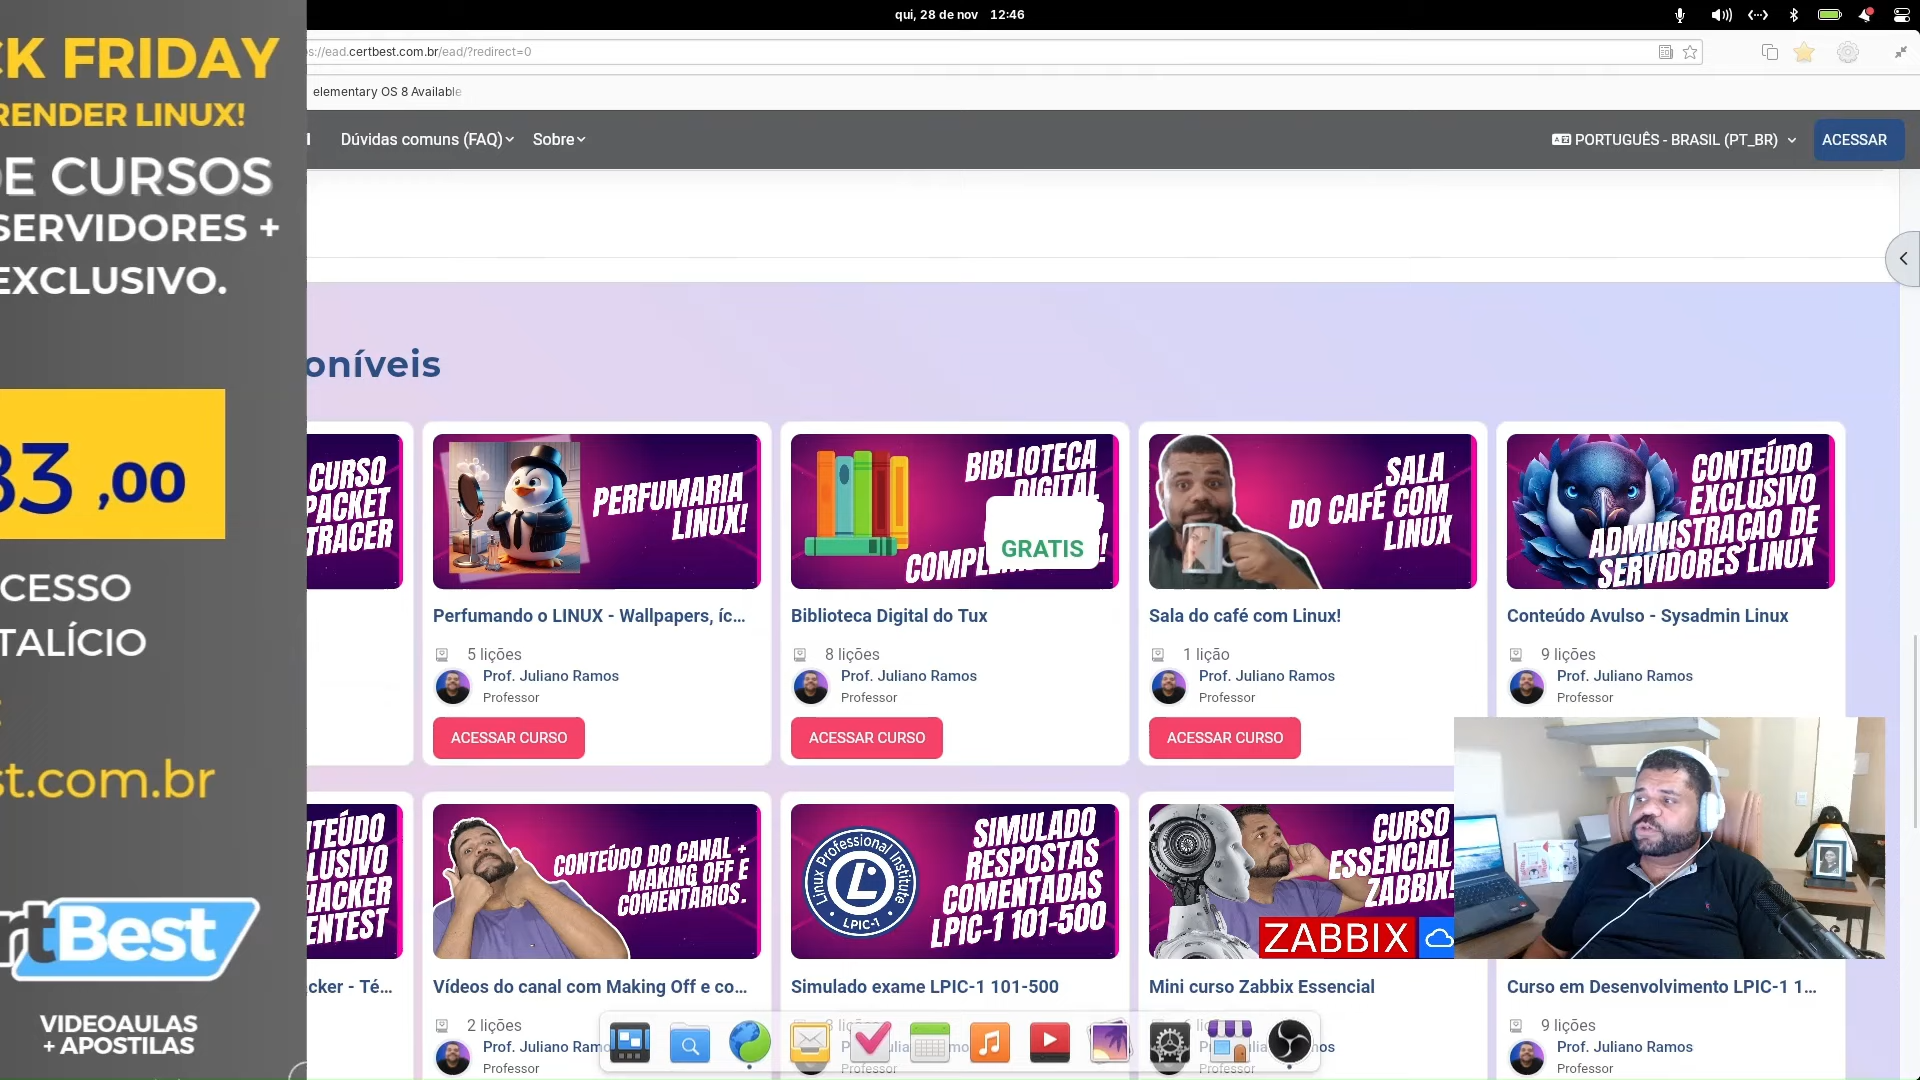 qui, 28 de nov 12:46
s://ead.certbest.com.br/ead/?redirect=0
elementary OS 8 Available
Dúvidas comuns (FAQ)
Sobre
PORTUGUÊS - BRASIL (PT_BR)
ACESSAR
CK FRIDAY
RENDER LINUX!
DE CURSOS
SERVIDORES +
EXCLUSIVO.
83,00
CESSO
TALÍCIO
st.com.br
rtBest
VIDEOAULAS
+ APOSTILAS
oníveis
CURSO
PACKET
TRACER
PERFUMARIA
LINUX!
Perfumando o LINUX - Wallpapers, íc...
5 lições
Prof. Juliano Ramos
Professor
ACESSAR CURSO
BIBLIOTECA
DIGITAL
GRATIS
Biblioteca Digital do Tux
8 lições
Prof. Juliano Ramos
Professor
ACESSAR CURSO
SALA
DO CAFÉ COM
LINUX
Sala do café com Linux!
1 lição
Prof. Juliano Ramos
Professor
ACESSAR CURSO
CONTEÚDO
EXCLUSIVO
ADMINISTRAÇÃO DE
SERVIDORES LINUX
Conteúdo Avulso - Sysadmin Linux
9 lições
Prof. Juliano Ramos
Professor
TEÚDO
LUSIVO
HACKER
ENTEST
cker - Té...
CONTEÚDO DO CANAL +
MAKING OFF E
COMENTÁRIOS.
Vídeos do canal com Making Off e co...
2 lições
Prof. Juliano Ramo
Professor
Linux Professional Institute
LPIC-1
SIMULADO
RESPOSTAS
COMENTADAS
LPIC-1 101-500
Simulado exame LPIC-1 101-500
Professor
CURSO
ESSENCIAL
ZABBIX!
ZABBIX
Mini curso Zabbix Essencial
Professor
Curso em Desenvolvimento LPIC-1 1...
9 lições
Prof. Juliano Ramos
Professor